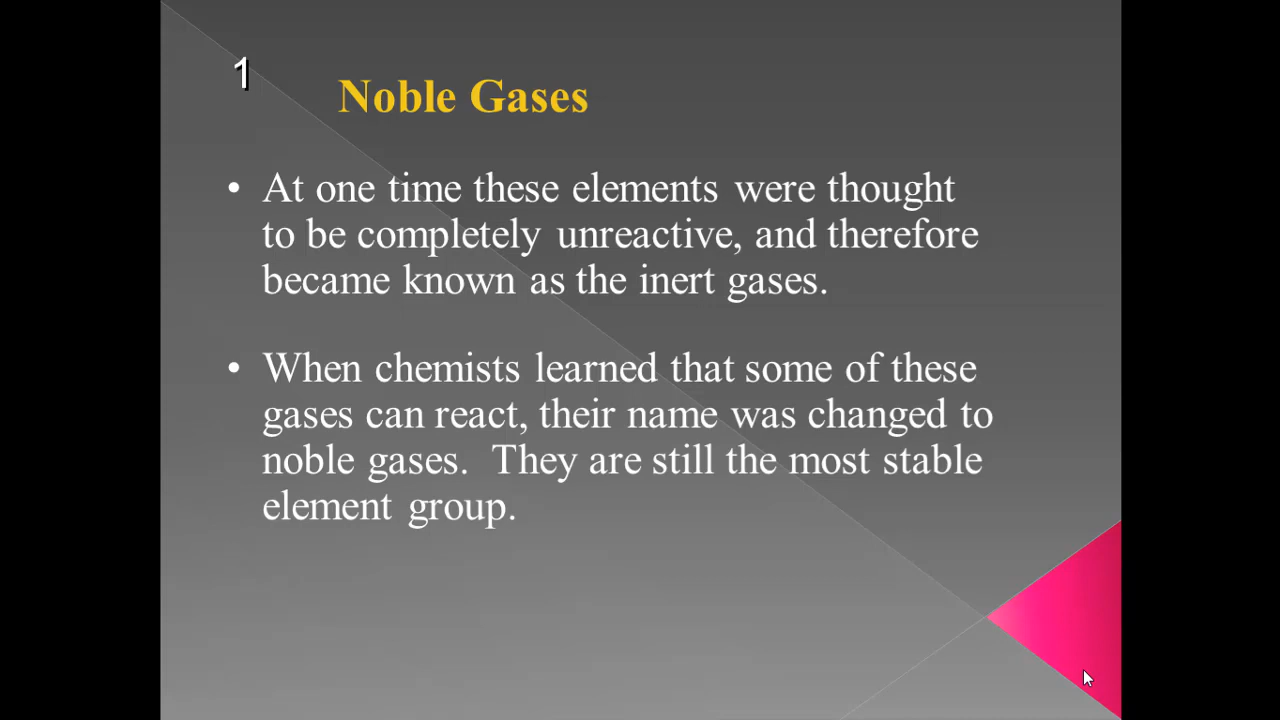 1
Noble Gases
• At one time these elements were thought
to be completely unreactive, and therefore
became known as the inert gases.
• When chemists learned that some of these
gases can react, their name was changed to
noble gases.  They are still the most stable
element group.